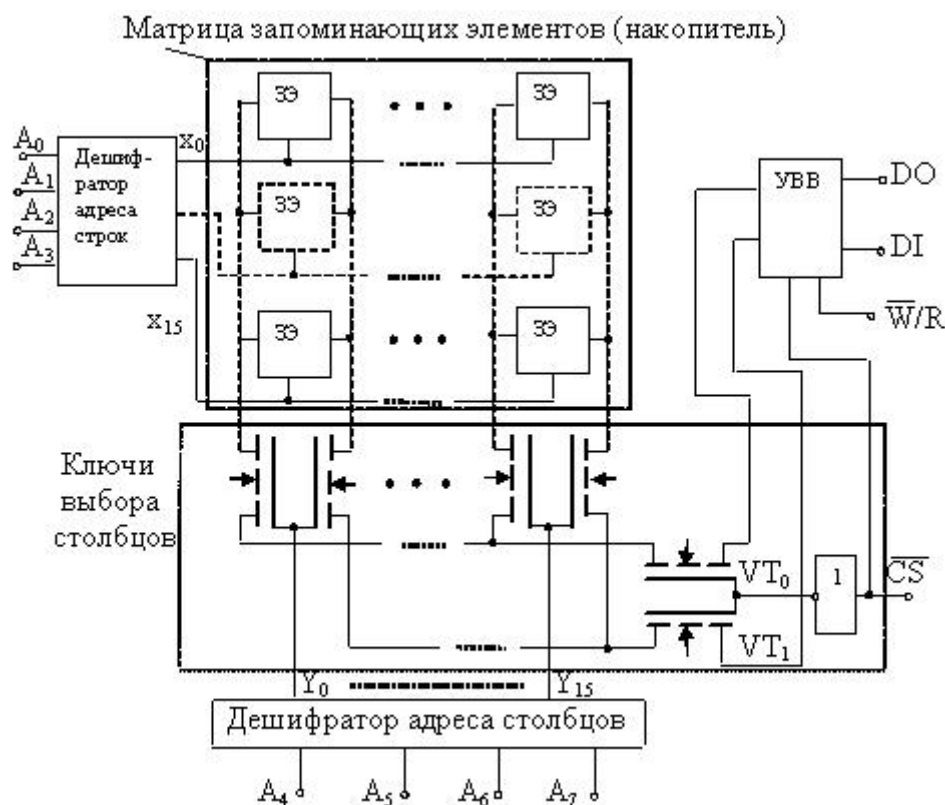 Матрица запоминающих элементов (накопитель)
ЗЭ
ЗЭ
A₀
A₁
A₂
A₃
Дешиф-
ратор
адреса
строк
x₀
ЗЭ
ЗЭ
x₁₅
ЗЭ
ЗЭ
УВВ
DO
DI
W̅/R
Ключи
выбора
столбцов
VT₀
1
C̅S̅
VT₁
Y₀
Y₁₅
Дешифратор адреса столбцов
A₄
A₅
A₆
A₇